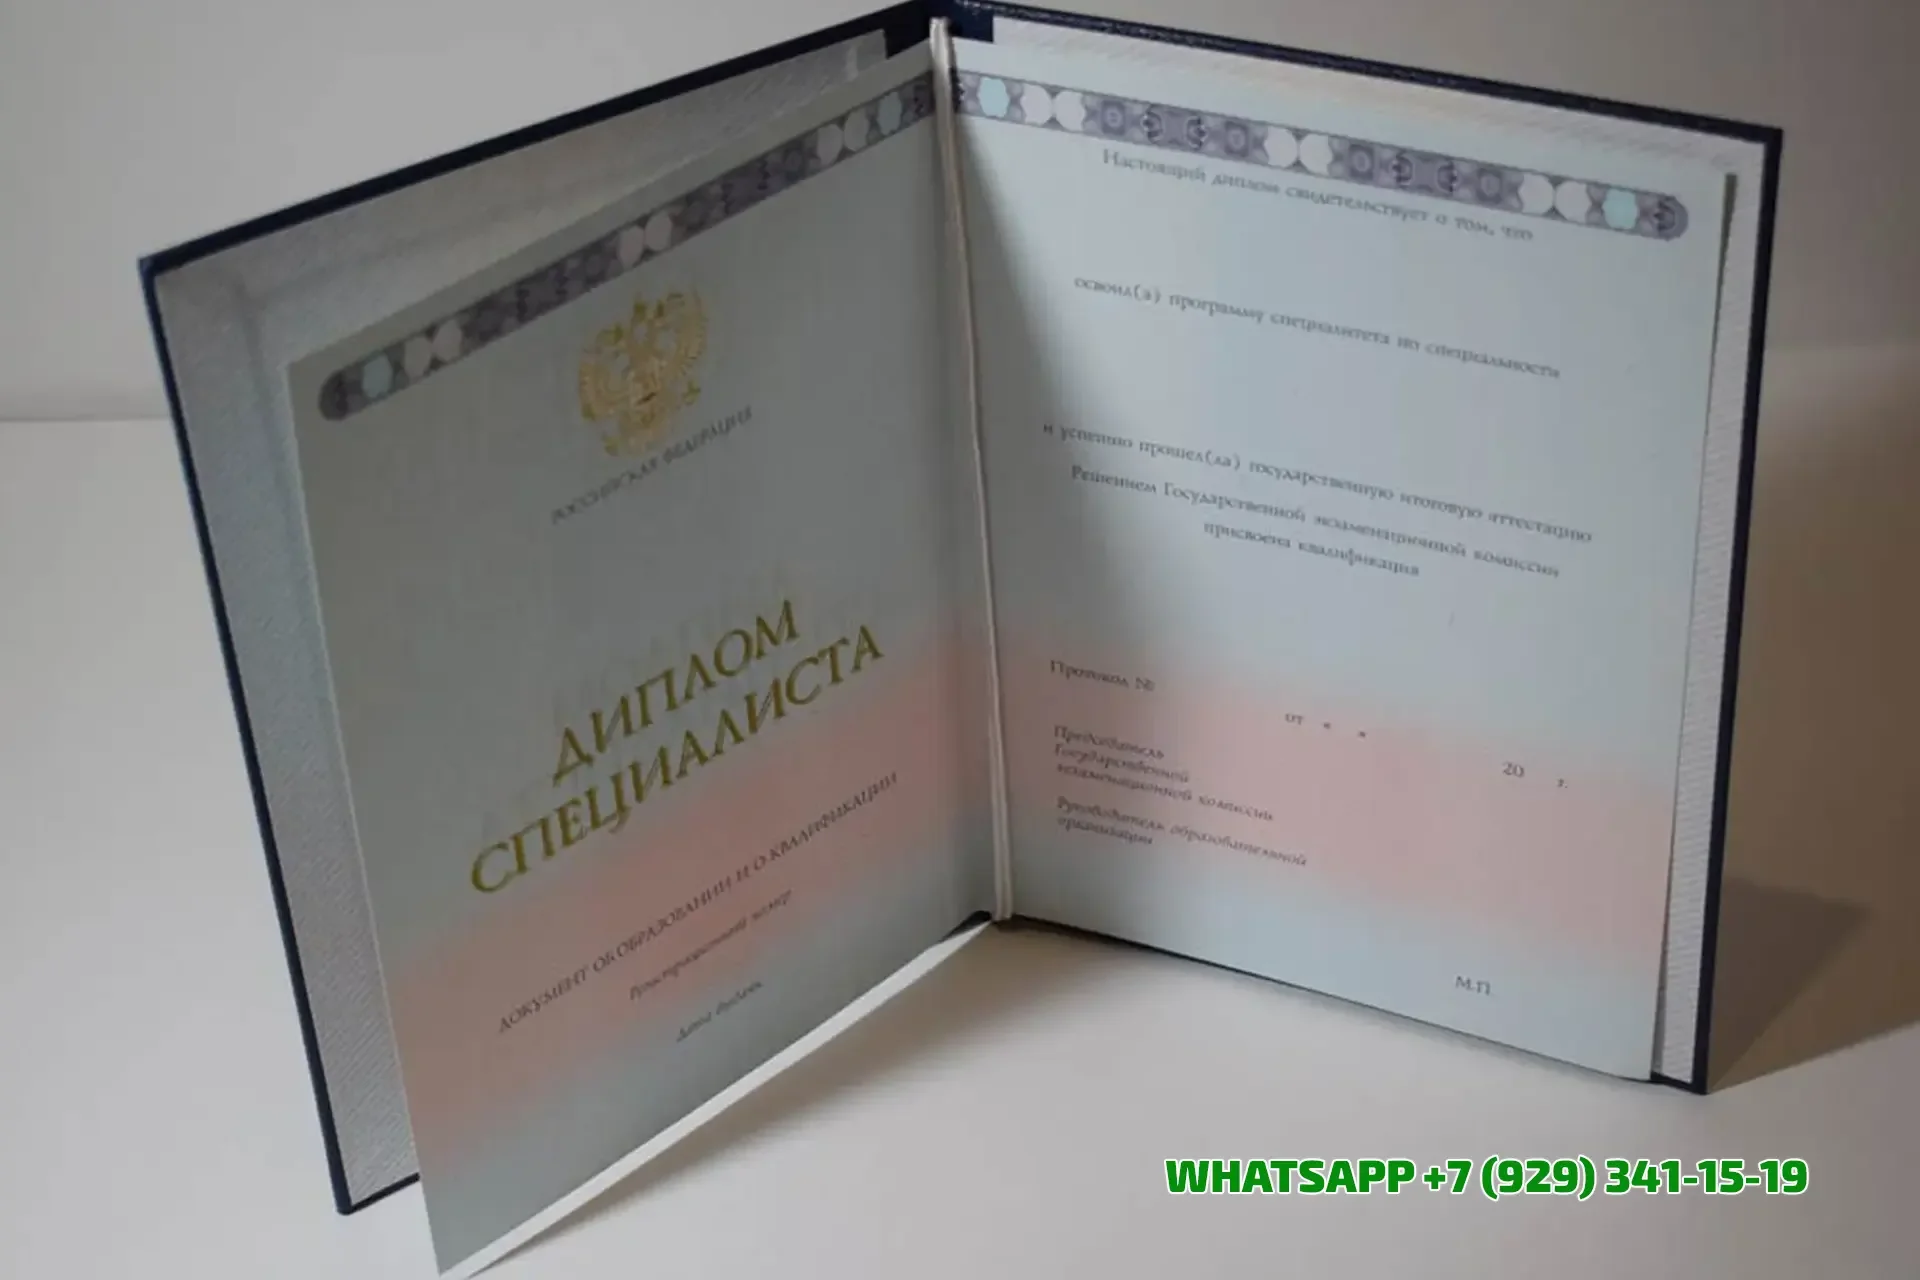 РОССИЙСКАЯ ФЕДЕРАЦИЯ
ДИПЛОМ
СПЕЦИАЛИСТА
ДОКУМЕНТ ОБ ОБРАЗОВАНИИ И О КВАЛИФИКАЦИИ
Регистрационный номер
Дата выдачи
Настоящий диплом свидетельствует о том, что
освоил(а) программу специалитета по специальности
и успешно прошел(ла) государственную итоговую аттестацию
Решением Государственной экзаменационной комиссии
присвоена квалификация
Протокол №
от « »
20 г.
Председатель
Государственной
экзаменационной комиссии
Руководитель образовательной
организации
М.П.
WHATSAPP +7 (929) 341-15-19